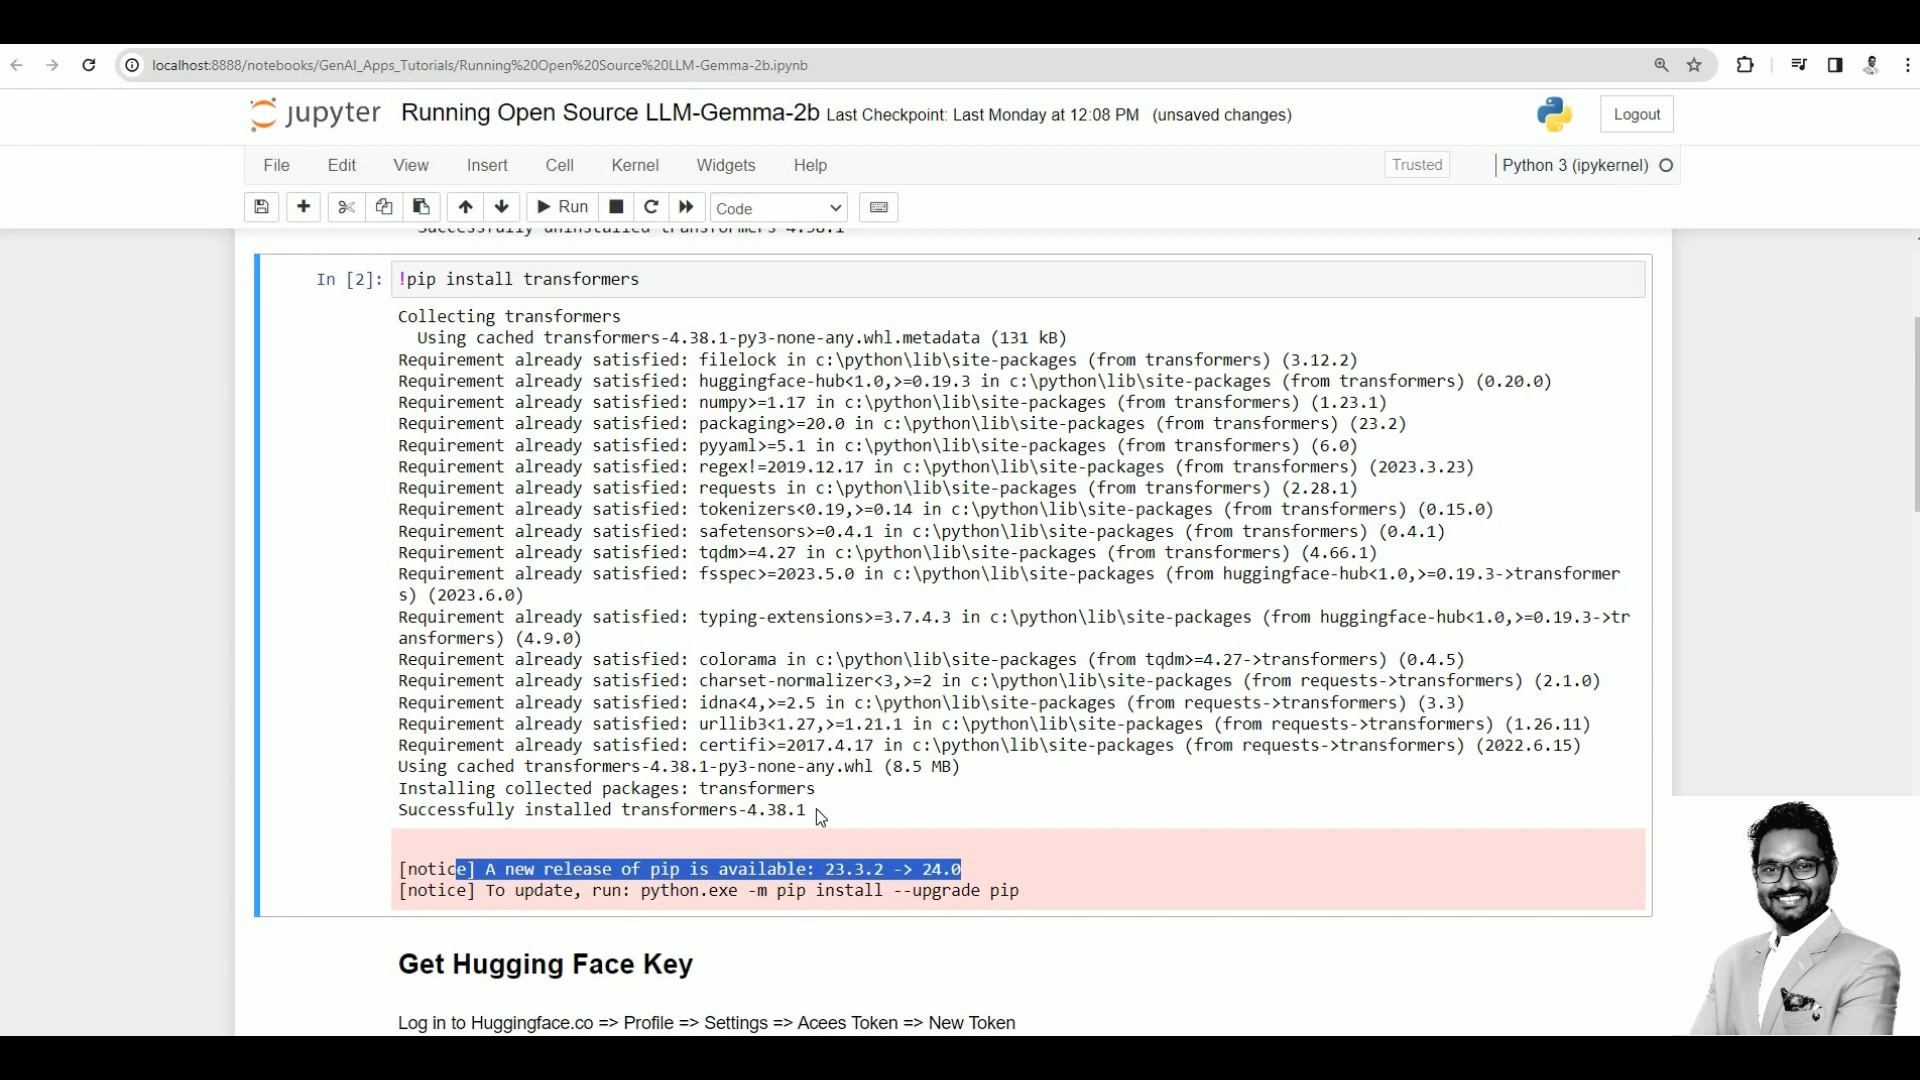 localhost:8888/notebooks/GenAI_Apps_Tutorials/Running%20Open%20Source%20LLM-Gemma-2b.ipynb
jupyter Running Open Source LLM-Gemma-2b Last Checkpoint: Last Monday at 12:08 PM (unsaved changes)
Logout
File Edit View Insert Cell Kernel Widgets Help
Trusted
Python 3 (ipykernel)
Run
Code
Successfully uninstalled transformers-4.38.1
In [2]: !pip install transformers
Collecting transformers
Using cached transformers-4.38.1-py3-none-any.whl.metadata (131 kB)
Requirement already satisfied: filelock in c:\python\lib\site-packages (from transformers) (3.12.2)
Requirement already satisfied: huggingface-hub<1.0,>=0.19.3 in c:\python\lib\site-packages (from transformers) (0.20.0)
Requirement already satisfied: numpy>=1.17 in c:\python\lib\site-packages (from transformers) (1.23.1)
Requirement already satisfied: packaging>=20.0 in c:\python\lib\site-packages (from transformers) (23.2)
Requirement already satisfied: pyyaml>=5.1 in c:\python\lib\site-packages (from transformers) (6.0)
Requirement already satisfied: regex!=2019.12.17 in c:\python\lib\site-packages (from transformers) (2023.3.23)
Requirement already satisfied: requests in c:\python\lib\site-packages (from transformers) (2.28.1)
Requirement already satisfied: tokenizers<0.19,>=0.14 in c:\python\lib\site-packages (from transformers) (0.15.0)
Requirement already satisfied: safetensors>=0.4.1 in c:\python\lib\site-packages (from transformers) (0.4.1)
Requirement already satisfied: tqdm>=4.27 in c:\python\lib\site-packages (from transformers) (4.66.1)
Requirement already satisfied: fsspec>=2023.5.0 in c:\python\lib\site-packages (from huggingface-hub<1.0,>=0.19.3->transformer
s) (2023.6.0)
Requirement already satisfied: typing-extensions>=3.7.4.3 in c:\python\lib\site-packages (from huggingface-hub<1.0,>=0.19.3->tr
ansformers) (4.9.0)
Requirement already satisfied: colorama in c:\python\lib\site-packages (from tqdm>=4.27->transformers) (0.4.5)
Requirement already satisfied: charset-normalizer<3,>=2 in c:\python\lib\site-packages (from requests->transformers) (2.1.0)
Requirement already satisfied: idna<4,>=2.5 in c:\python\lib\site-packages (from requests->transformers) (3.3)
Requirement already satisfied: urllib3<1.27,>=1.21.1 in c:\python\lib\site-packages (from requests->transformers) (1.26.11)
Requirement already satisfied: certifi>=2017.4.17 in c:\python\lib\site-packages (from requests->transformers) (2022.6.15)
Using cached transformers-4.38.1-py3-none-any.whl (8.5 MB)
Installing collected packages: transformers
Successfully installed transformers-4.38.1
[notice] A new release of pip is available: 23.3.2 -> 24.0
[notice] To update, run: python.exe -m pip install --upgrade pip
Get Hugging Face Key
Log in to Huggingface.co => Profile => Settings => Acees Token => New Token